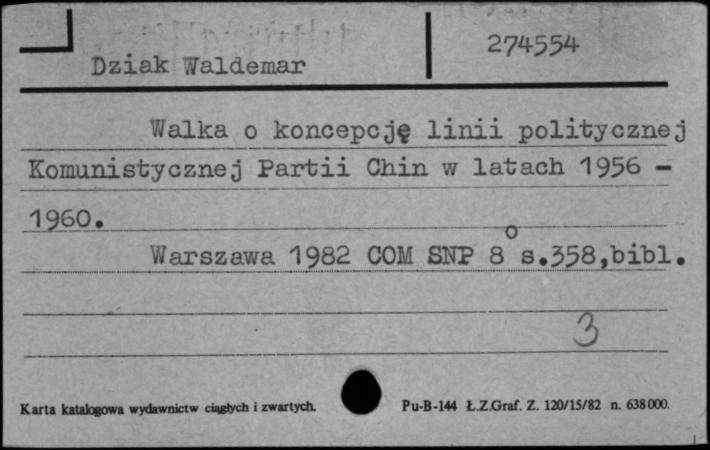 274554
Dziak Waldemar
Walka o koncepcję linii politycznej
Komunistycznej Partii Chin w latach 1956 –
1960.
Warszawa 1982 COM SNP 8o s.358,bibl.
3
Karta katalogowa wydawnictw ciągłych i zwartych. Pu-B-144 Ł.Z.Graf. Z. 120/15/82 n. 638000.